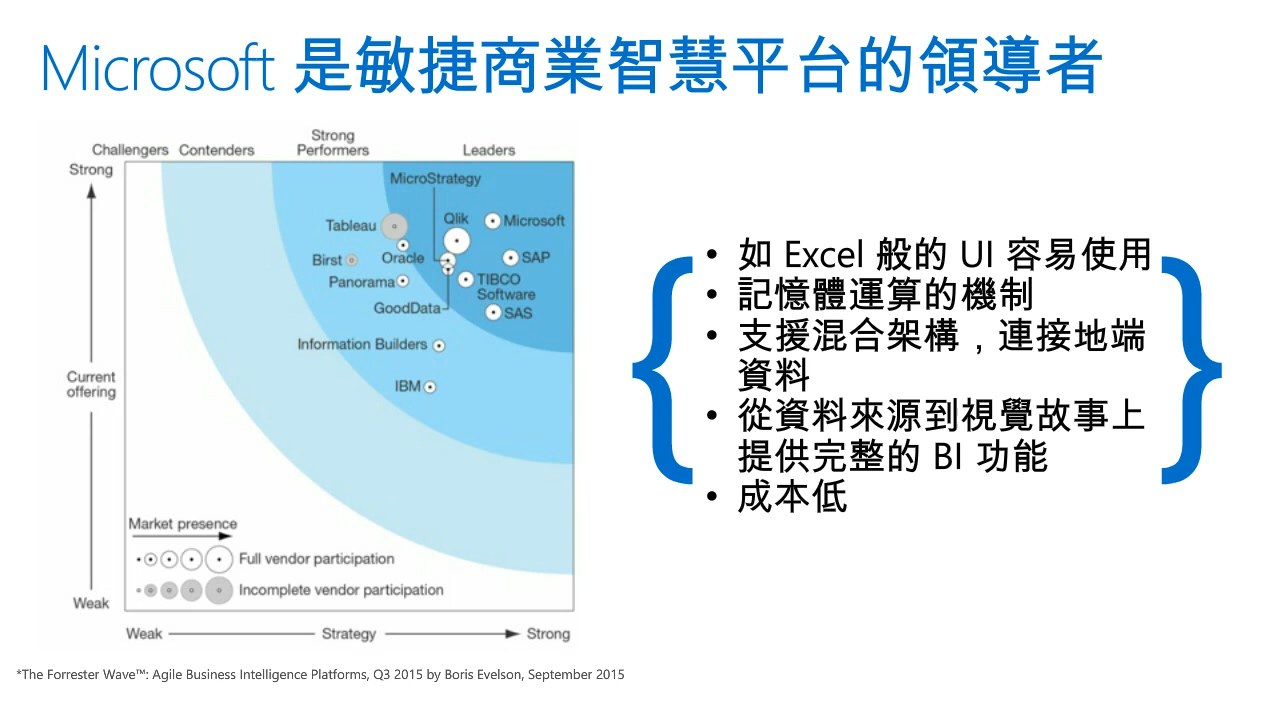 Microsoft 是敏捷商業智慧平台的領導者
Challengers
Contenders
Strong
Performers
Leaders
Strong
MicroStrategy
Tableau
Qlik
Microsoft
Birst
Oracle
SAP
Panorama
TIBCO
Software
GoodData
SAS
Information Builders
Current
offering
IBM
Market presence
Full vendor participation
Incomplete vendor participation
Weak
Weak
Strategy
Strong
{
• 如 Excel 般的 UI 容易使用
• 記憶體運算的機制
• 支援混合架構，連接地端
資料
• 從資料來源到視覺故事上
提供完整的 BI 功能
• 成本低
}
*The Forrester Wave™: Agile Business Intelligence Platforms, Q3 2015 by Boris Evelson, September 2015